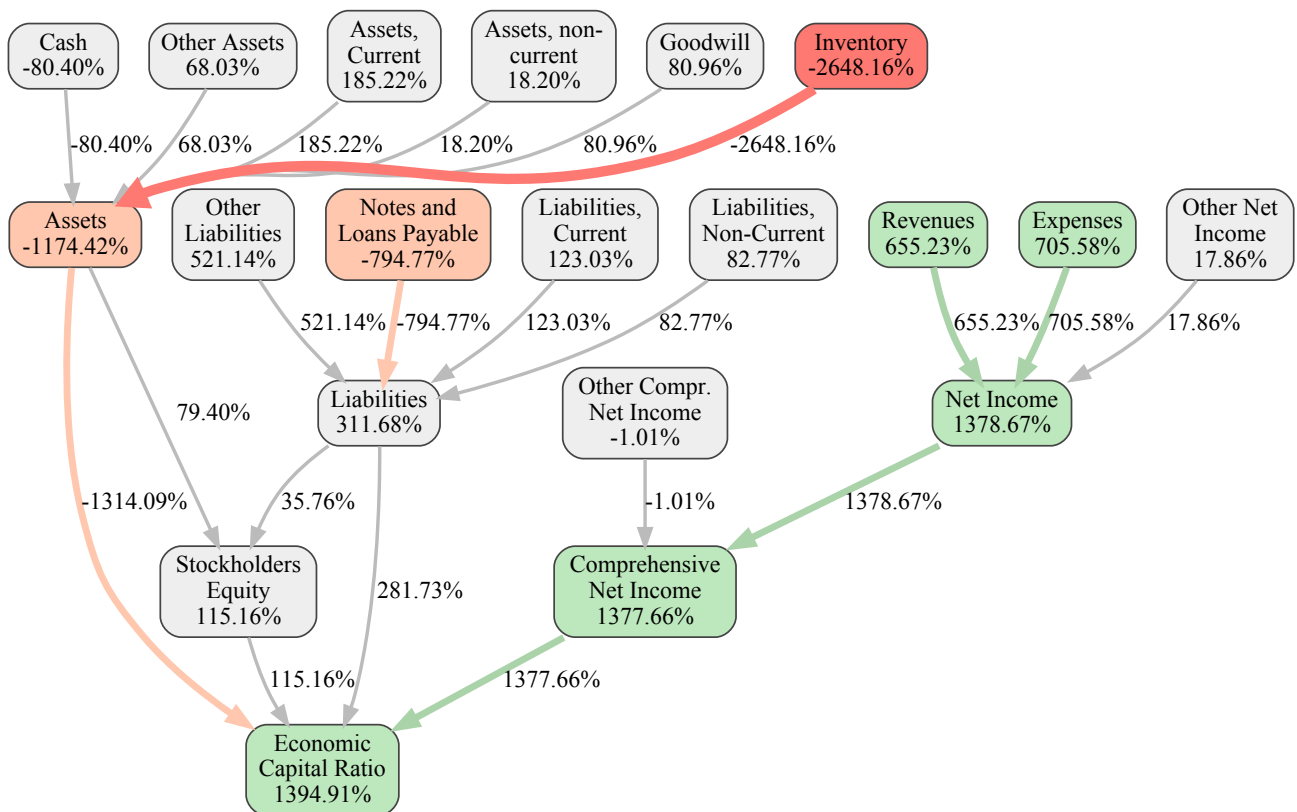 Cash
-80.40%
Other Assets
68.03%
Assets,
Current
185.22%
Assets, non-
current
18.20%
Goodwill
80.96%
Inventory
-2648.16%
-80.40%
68.03%
185.22%
18.20%
80.96%
-2648.16%
Assets
-1174.42%
Other
Liabilities
521.14%
Notes and
Loans Payable
-794.77%
Liabilities,
Current
123.03%
Liabilities,
Non-Current
82.77%
Revenues
655.23%
Expenses
705.58%
Other Net
Income
17.86%
521.14%
-794.77%
123.03%
82.77%
655.23%
705.58%
17.86%
79.40%
Liabilities
311.68%
Other Compr.
Net Income
-1.01%
Net Income
1378.67%
-1314.09%
35.76%
-1.01%
1378.67%
Stockholders
Equity
115.16%
281.73%
Comprehensive
Net Income
1377.66%
115.16%
1377.66%
Economic
Capital Ratio
1394.91%